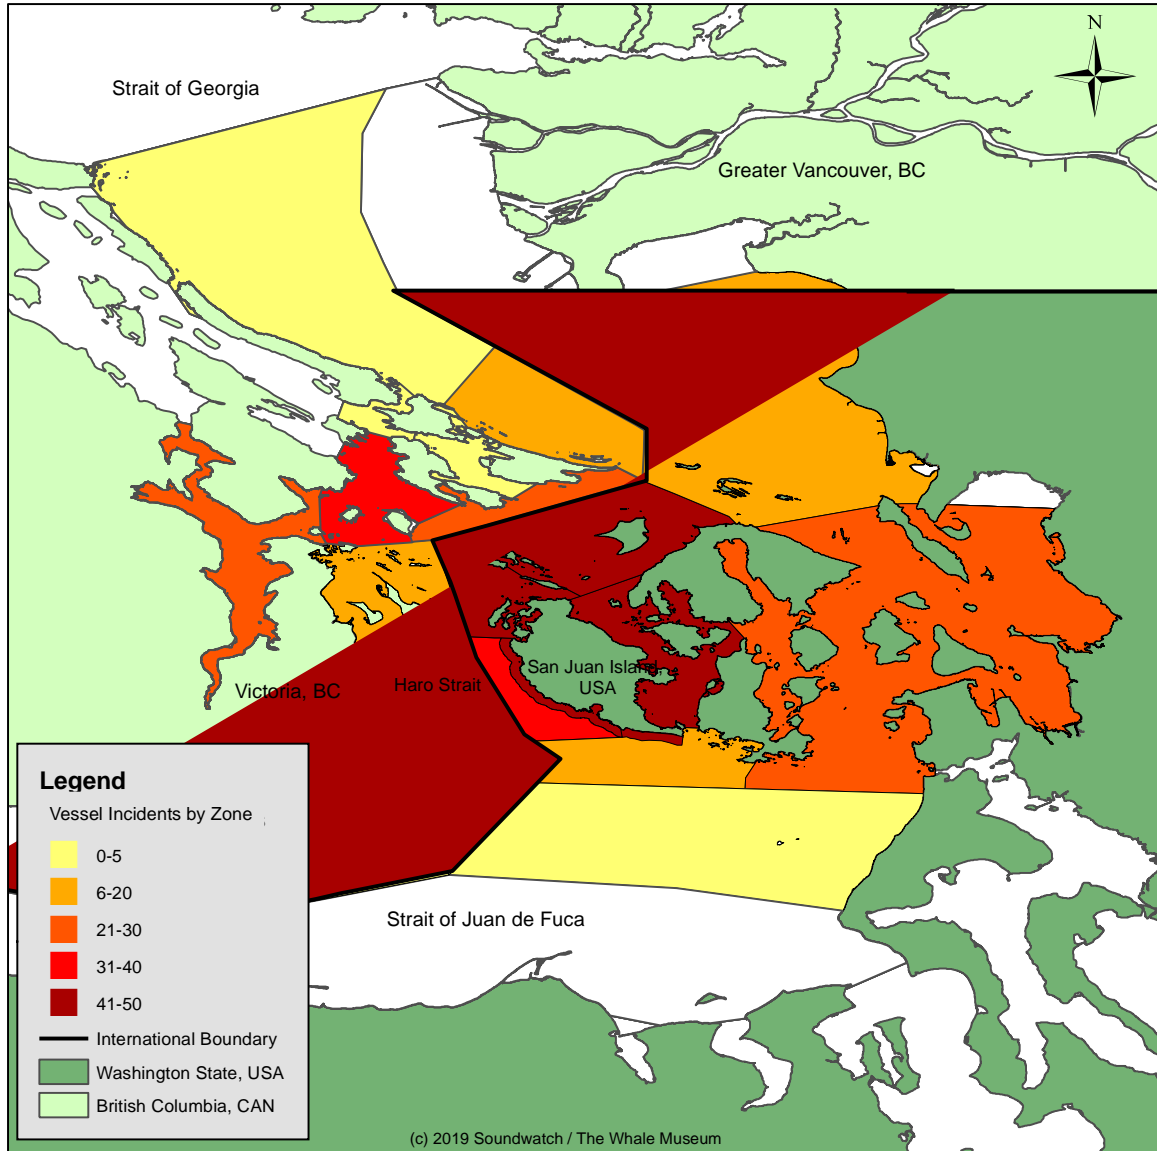 N
Strait of Georgia
Greater Vancouver, BC
San Juan Island,
USA
Haro Strait
Victoria, BC
Strait of Juan de Fuca
Legend
Vessel Incidents by Zone
0-5
6-20
21-30
31-40
41-50
International Boundary
Washington State, USA
British Columbia, CAN
(c) 2019 Soundwatch / The Whale Museum